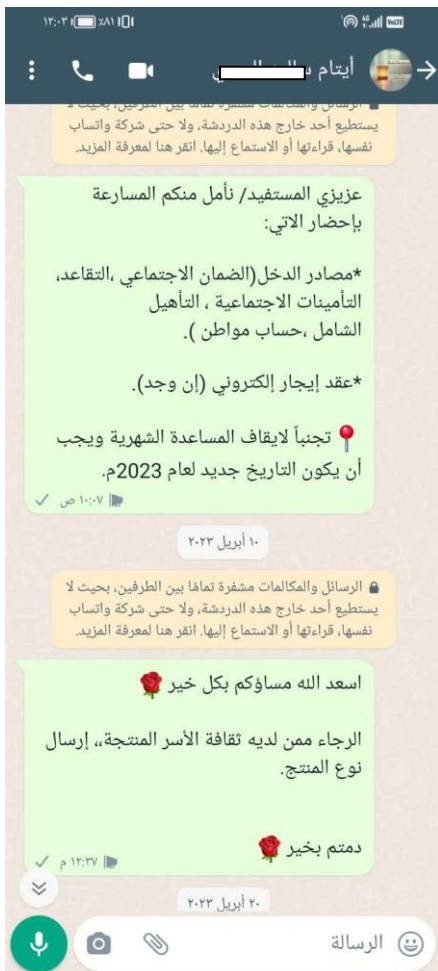 ١٢:٠٣ ٪٨١
أيتام
الرسائل والمكالمات مشفرة تمامًا بين الطرفين، بحيث لا
يستطيع أحد خارج هذه الدردشة، ولا حتى شركة واتساب
نفسها، قراءتها أو الاستماع إليها. انقر هنا لمعرفة المزيد.
عزيزي المستفيد/ نأمل منكم المسارعة
بإحضار الاتي:
*مصادر الدخل(الضمان الاجتماعي ،التقاعد،
التأمينات الاجتماعية ، التأهيل
الشامل ،حساب مواطن ).
*عقد إيجار إلكتروني (إن وجد).
📍 تجنباً لايقاف المساعدة الشهرية ويجب
أن يكون التاريخ جديد لعام 2023م.
١٠:٠٧ ص
١٠ أبريل ٢٠٢٣
الرسائل والمكالمات مشفرة تمامًا بين الطرفين، بحيث لا
يستطيع أحد خارج هذه الدردشة، ولا حتى شركة واتساب
نفسها، قراءتها أو الاستماع إليها. انقر هنا لمعرفة المزيد.
اسعد الله مساؤكم بكل خير 🌹
الرجاء ممن لديه ثقافة الأسر المنتجة،، إرسال
نوع المنتج.
دمتم بخير 🌹
١٢:٣٧ م
٢٠ أبريل ٢٠٢٣
الرسالة